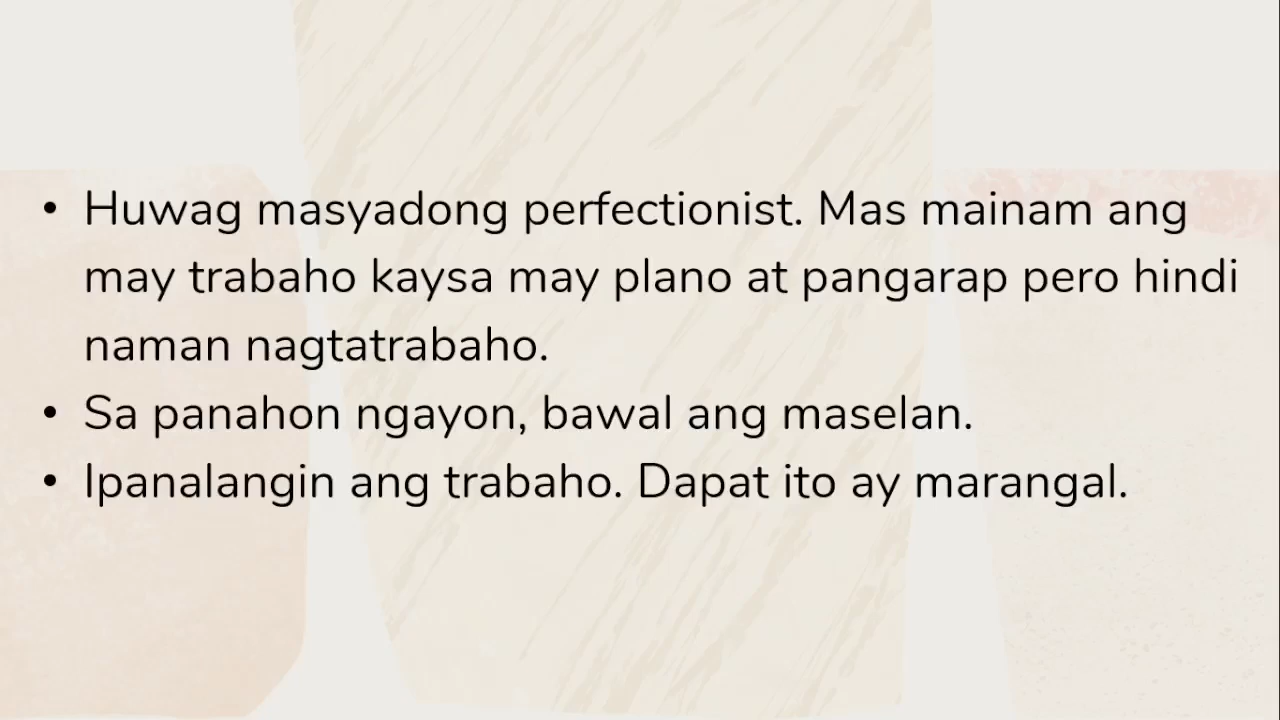 • Huwag masyadong perfectionist. Mas mainam ang
may trabaho kaysa may plano at pangarap pero hindi
naman nagtatrabaho.
• Sa panahon ngayon, bawal ang maselan.
• Ipanalangin ang trabaho. Dapat ito ay marangal.